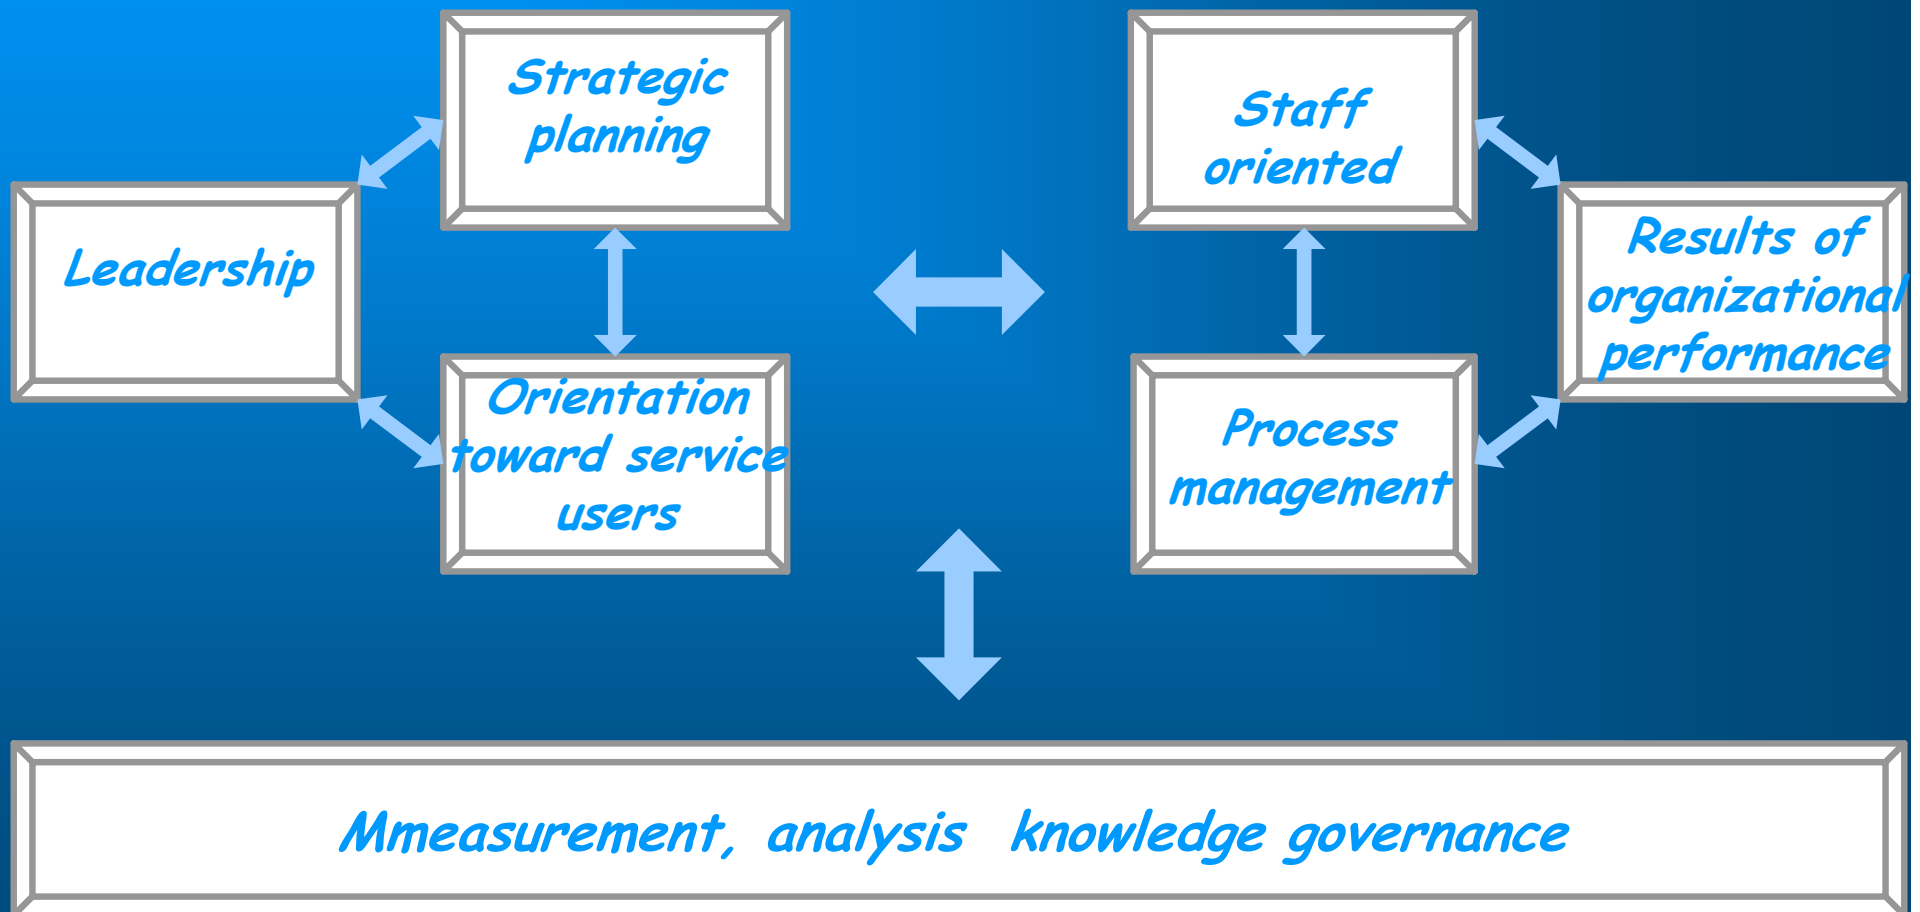 Strategic
planning
Staff
oriented
Leadership
Results of
organizational
performance
Orientation
toward service
users
Process
management
Mmeasurement, analysis knowledge governance